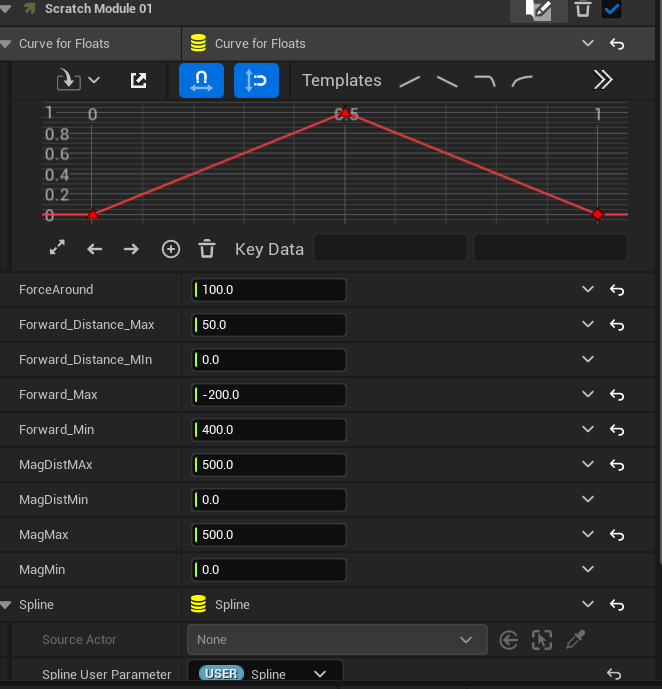 Scratch Module 01
Curve for Floats Curve for Floats
Templates
1 0 0.5 1
0.8
0.6
0.4
0.2
0
Key Data
ForceAround 100.0
Forward_Distance_Max 50.0
Forward_Distance_MIn 0.0
Forward_Max -200.0
Forward_Min 400.0
MagDistMAx 500.0
MagDistMin 0.0
MagMax 500.0
MagMin 0.0
Spline Spline
Source Actor None
Spline User Parameter USER Spline